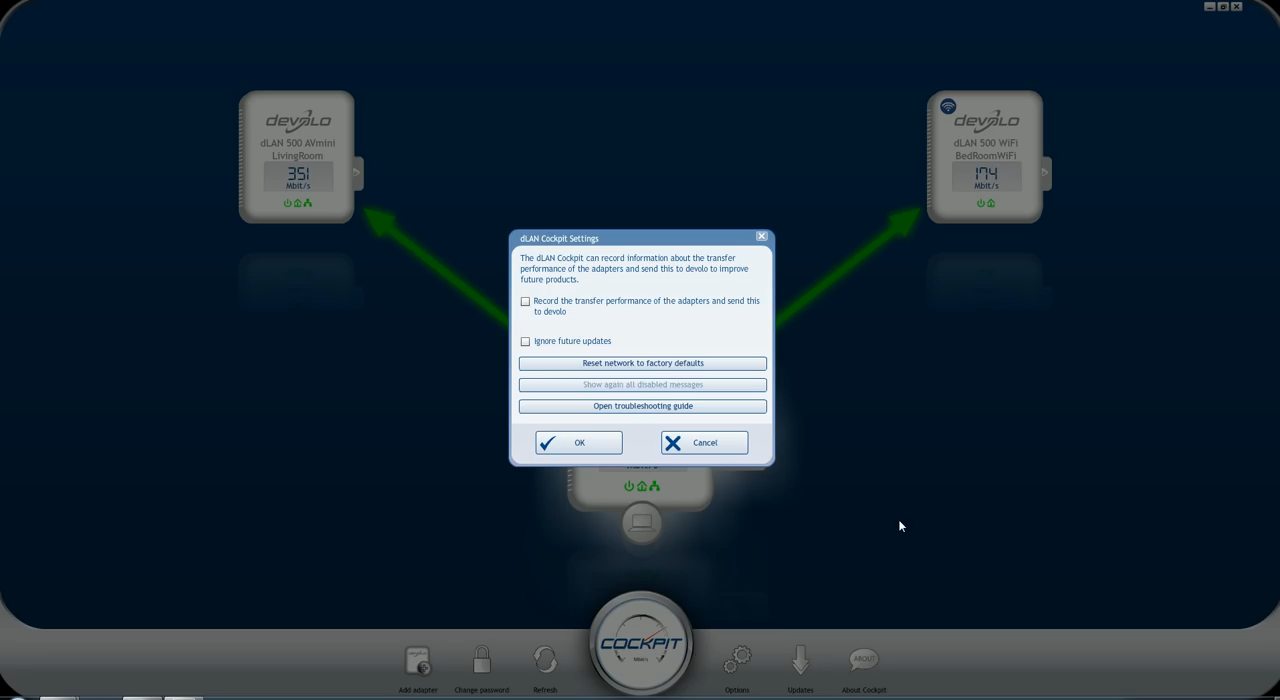 devolo
dLAN 500 AVmini
LivingRoom
351
Mbit/s
devolo
dLAN 500 WiFi
BedRoomWiFi
174
Mbit/s
dLAN Cockpit Settings
The dLAN Cockpit can record information about the transfer
performance of the adapters and send this to devolo to improve
future products.
Record the transfer performance of the adapters and send this
to devolo
Ignore future updates
Reset network to factory defaults
Show again all disabled messages
Open troubleshooting guide
OK
Cancel
COCKPIT
ABOUT
Add adapter
Change password
Refresh
Options
Updates
About Cockpit